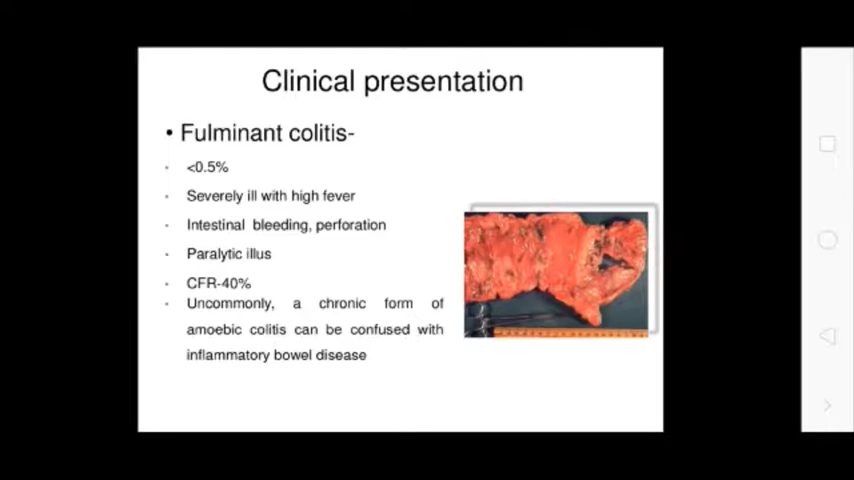 Clinical presentation
• Fulminant colitis-
• <0.5%
• Severely ill with high fever
• Intestinal bleeding, perforation
• Paralytic illus
• CFR-40%
• Uncommonly, a chronic form of
amoebic colitis can be confused with
inflammatory bowel disease